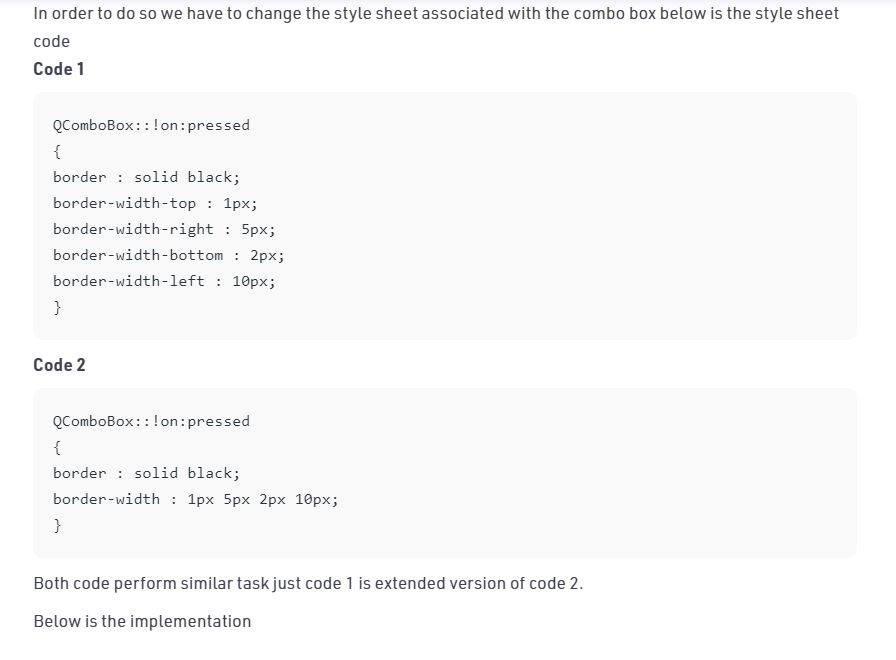 In order to do so we have to change the style sheet associated with the combo box below is the style sheet
code
Code 1
QComboBox::!on:pressed
{
border : solid black;
border-width-top : 1px;
border-width-right : 5px;
border-width-bottom : 2px;
border-width-left : 10px;
}
Code 2
QComboBox::!on:pressed
{
border : solid black;
border-width : 1px 5px 2px 10px;
}
Both code perform similar task just code 1 is extended version of code 2.
Below is the implementation